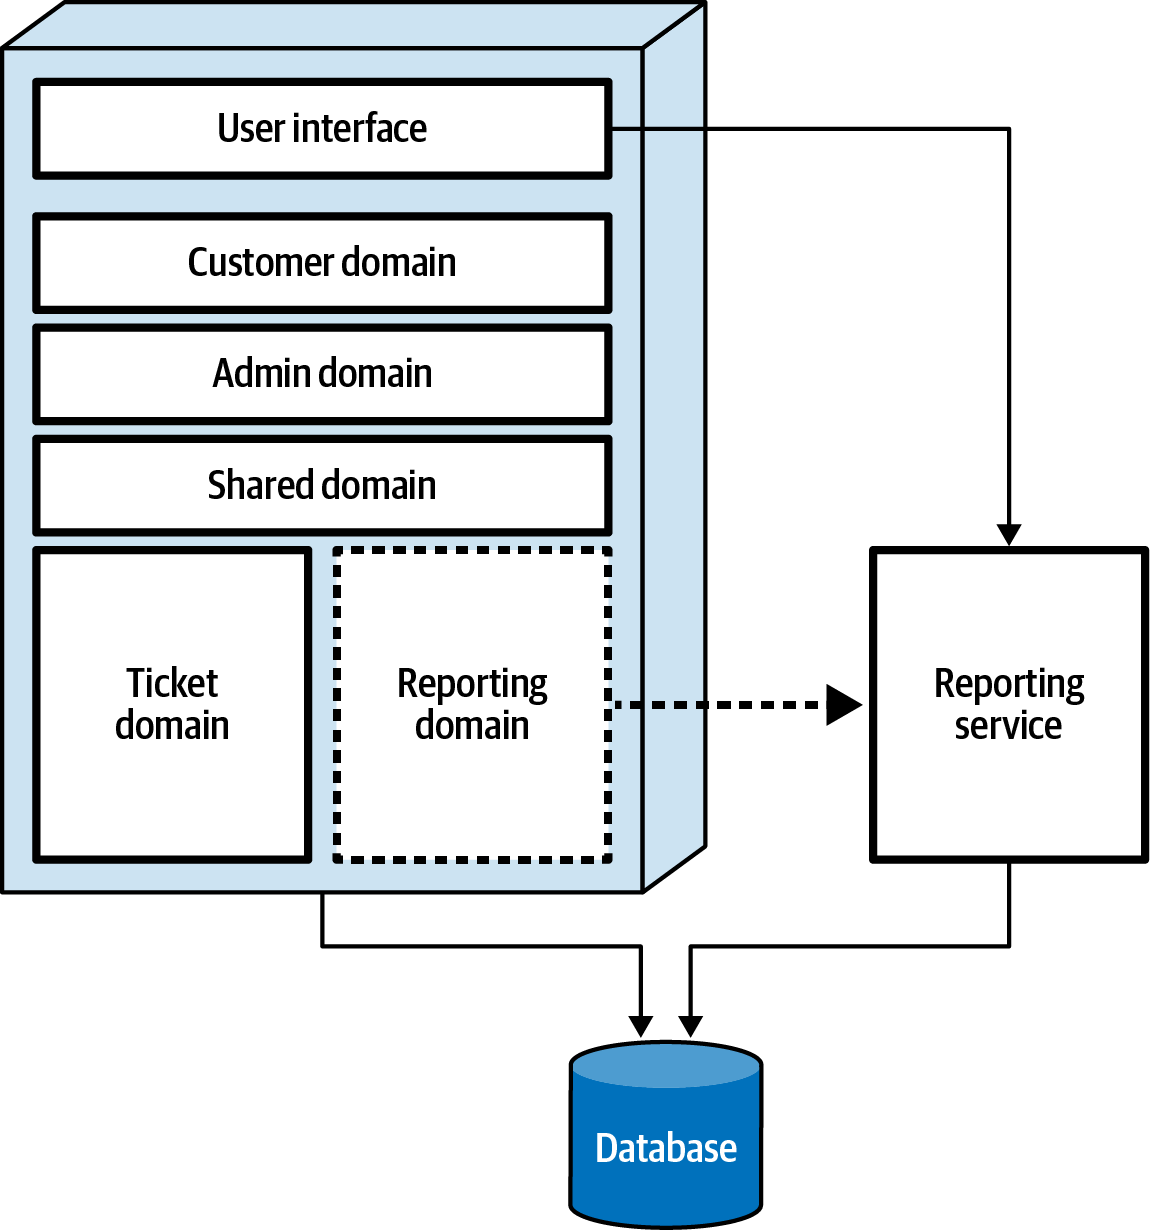 User interface
Customer domain
Admin domain
Shared domain
Ticket
domain
Reporting
domain
Reporting
service
Database